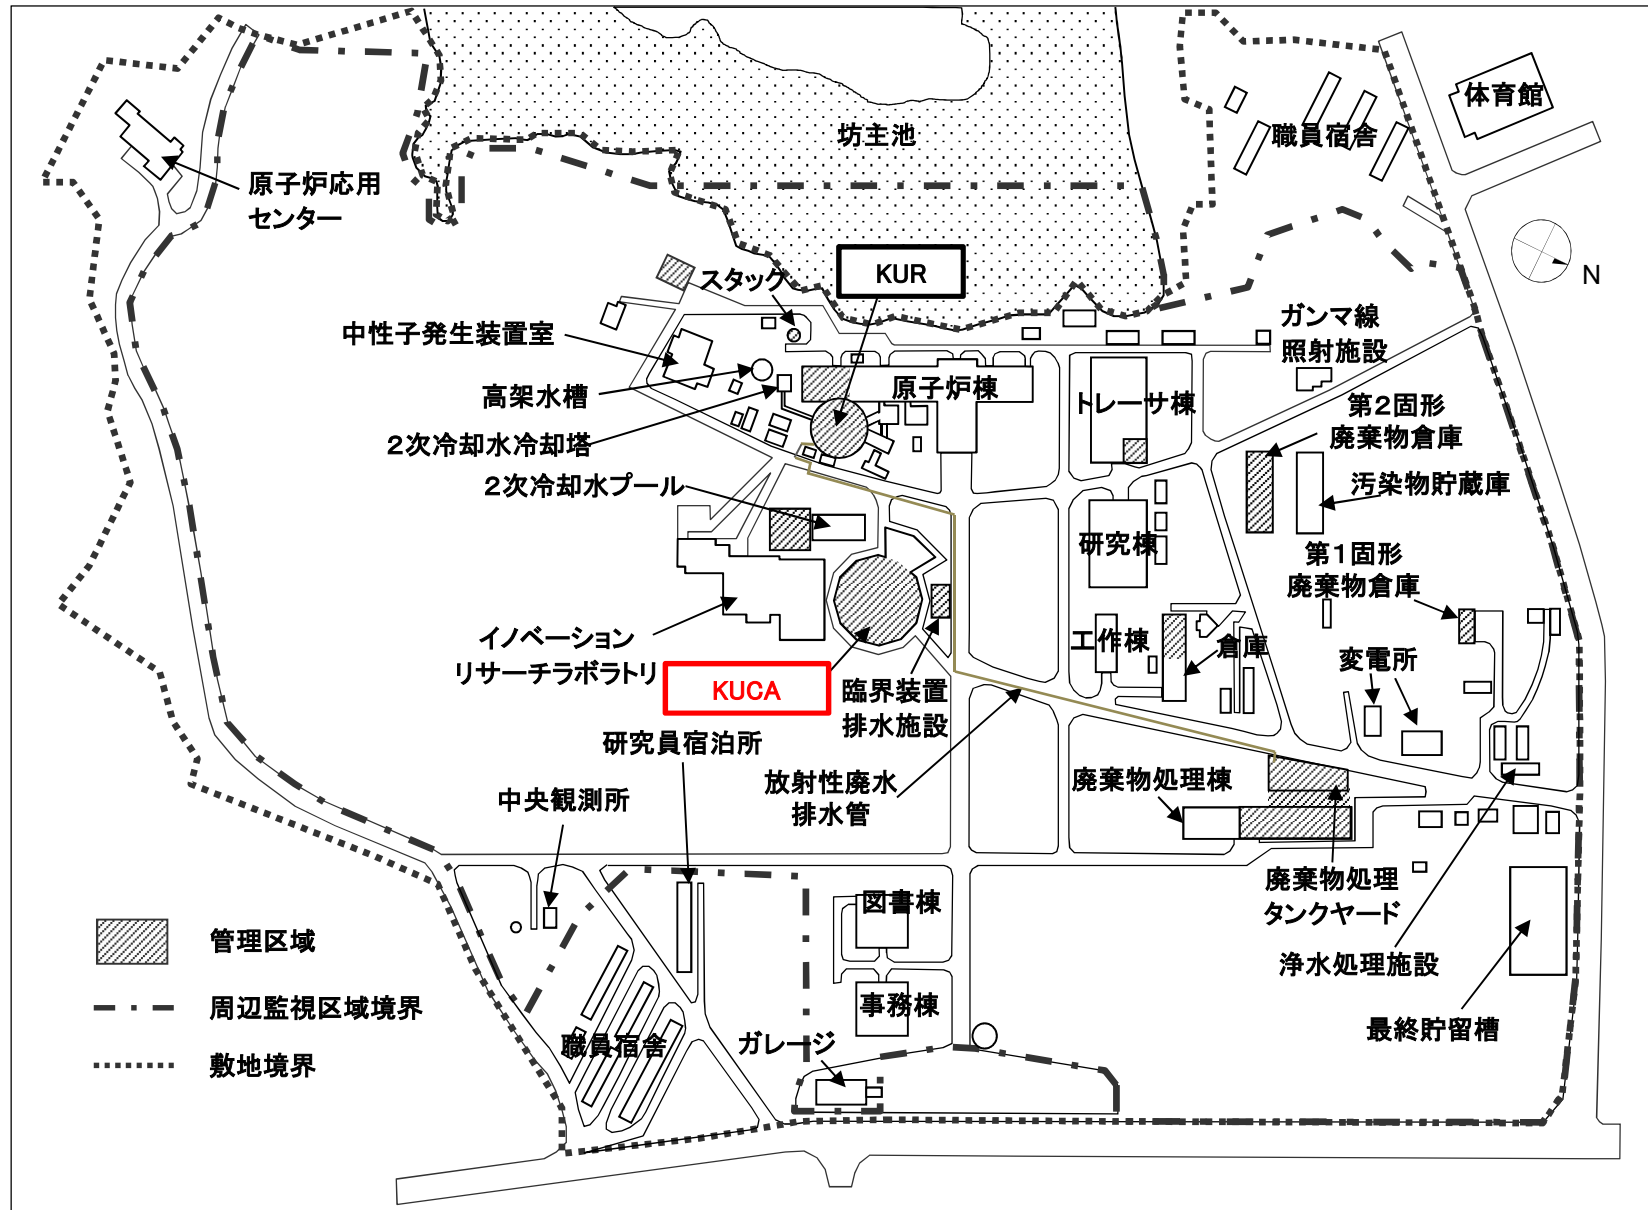 体育館
坊主池
職員宿舎
原子炉応用
センター
N
スタック
KUR
ガンマ線
照射施設
中性子発生装置室
高架水槽
原子炉棟
トレーサ棟
第2固形
廃棄物倉庫
2次冷却水冷却塔
2次冷却水プール
汚染物貯蔵庫
研究棟
第1固形
廃棄物倉庫
イノベーション
リサーチラボラトリ
KUCA
臨界装置
排水施設
工作棟
倉庫
変電所
研究員宿泊所
中央観測所
放射性廃水
排水管
廃棄物処理棟
廃棄物処理
タンクヤード
図書棟
浄水処理施設
管理区域
周辺監視区域境界
敷地境界
事務棟
最終貯留槽
職員宿舎
ガレージ